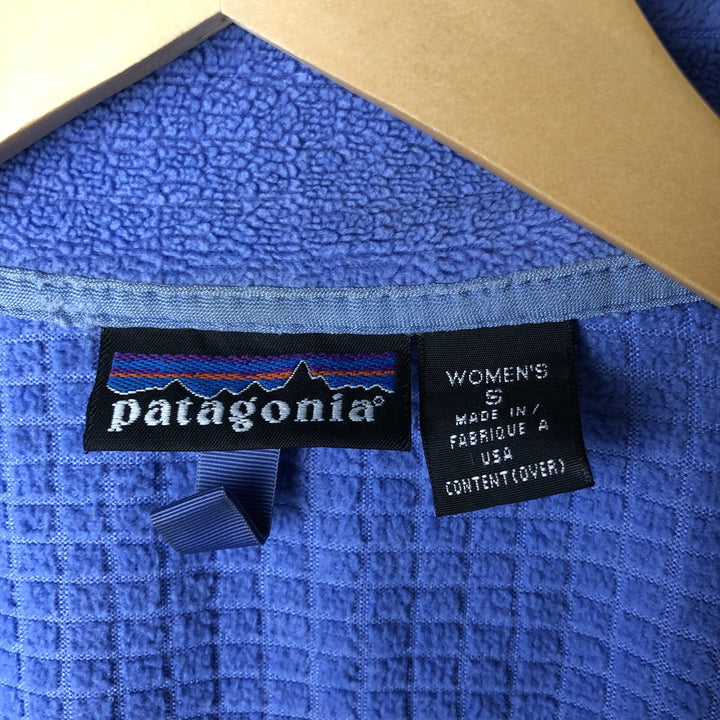 patagonia®
WOMEN'S
S
MADE IN/
FABRIQUE A
USA
CONTENT(OVER)